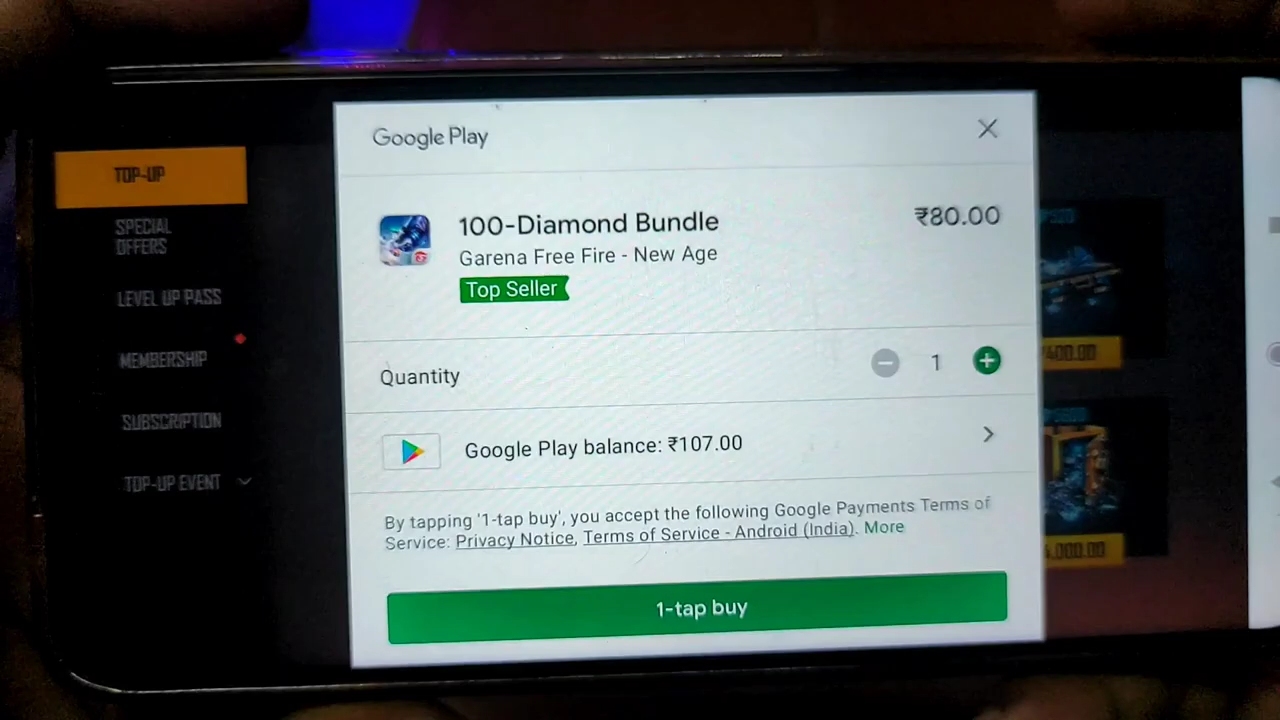 Google Play
TOP-UP
SPECIAL
OFFERS
LEVEL UP PASS
MEMBERSHIP
SUBSCRIPTION
TOP-UP EVENT
100-Diamond Bundle
₹80.00
Garena Free Fire - New Age
Top Seller
Quantity
1
Google Play balance: ₹107.00
By tapping '1-tap buy', you accept the following Google Payments Terms of
Service: Privacy Notice, Terms of Service - Android (India). More
1-tap buy